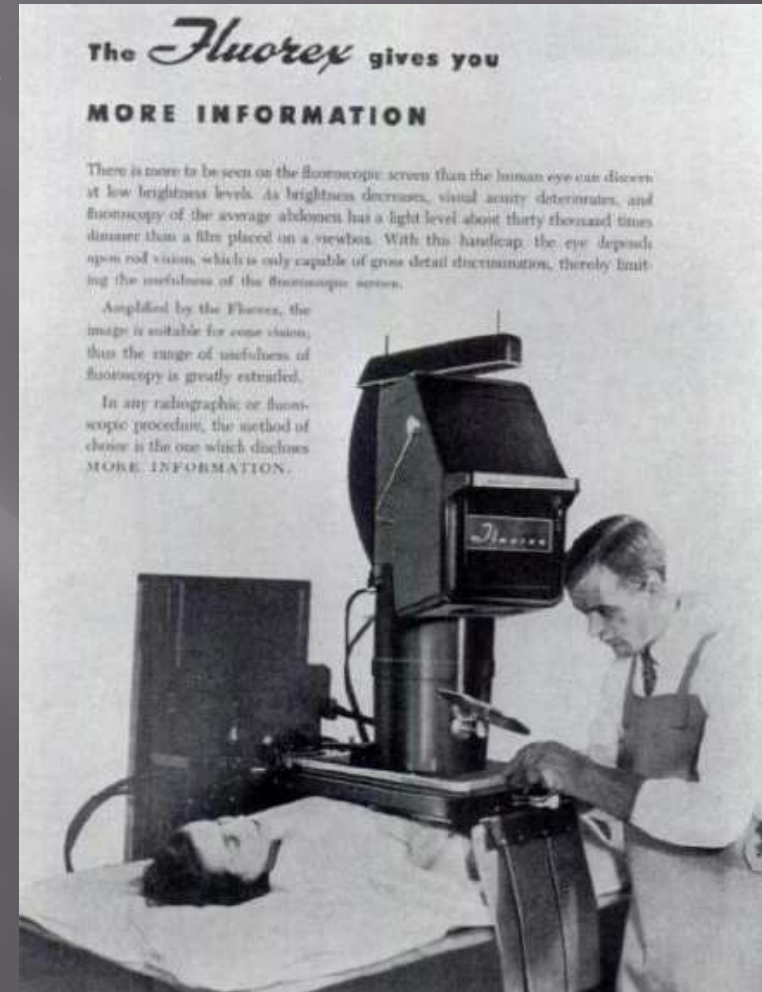 The Fluorex gives you
MORE INFORMATION
There is more to be seen on the fluoroscopic screen than the human eye can discern
at low brightness levels. As brightness decreases, visual acuity deteriorates, and
fluoroscopy of the average abdomen has a light level about thirty thousand times
dimmer than a film placed on a viewbox. With this handicap, the eye depends
upon rod vision, which is only capable of gross detail discrimination, thereby limit-
ing the usefulness of the fluoroscopic screen.
Amplified by the Fluorex, the
image is suitable for cone vision,
thus the range of usefulness of
fluoroscopy is greatly extended.
In any radiographic or fluoro-
scopic procedure, the method of
choice is the one which discloses
MORE INFORMATION.
Fluorex